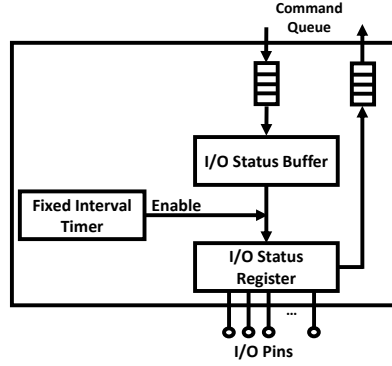 Command
Queue
I/O Status Buffer
Fixed Interval
Timer
Enable
I/O Status
Register
...
I/O Pins